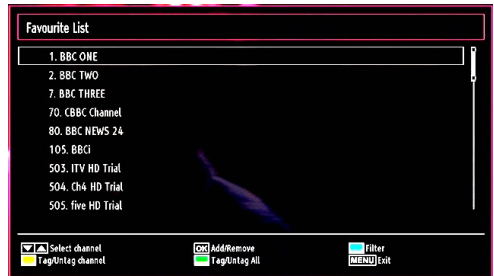 Favourite List
1. BBC ONE
2. BBC TWO
7. BBC THREE
70. CBBC Channel
80. BBC NEWS 24
105. BBCi
503. ITV HD Trial
504. Ch4 HD Trial
505. five HD Trial
Select channel OK Add/Remove Filter
Tag/Untag channel Tag/Untag All MENU Exit